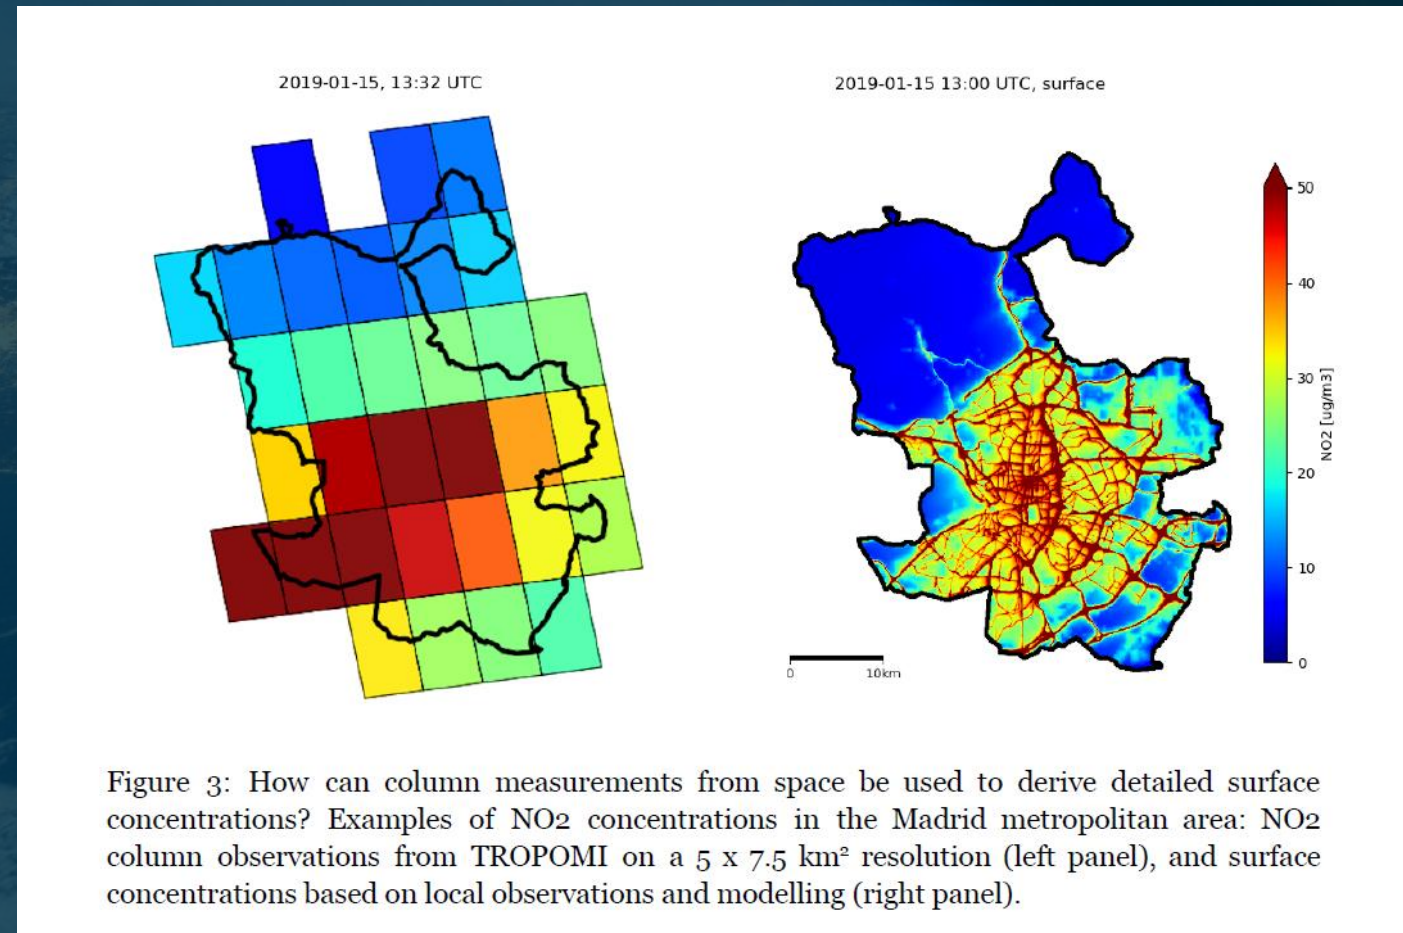 2019-01-15, 13:32 UTC
2019-01-15 13:00 UTC, surface
50
40
30
20
10
0
NO2 [ug/m3]
0 10km
Figure 3: How can column measurements from space be used to derive detailed surface
concentrations? Examples of NO2 concentrations in the Madrid metropolitan area: NO2
column observations from TROPOMI on a 5 x 7.5 km² resolution (left panel), and surface
concentrations based on local observations and modelling (right panel).